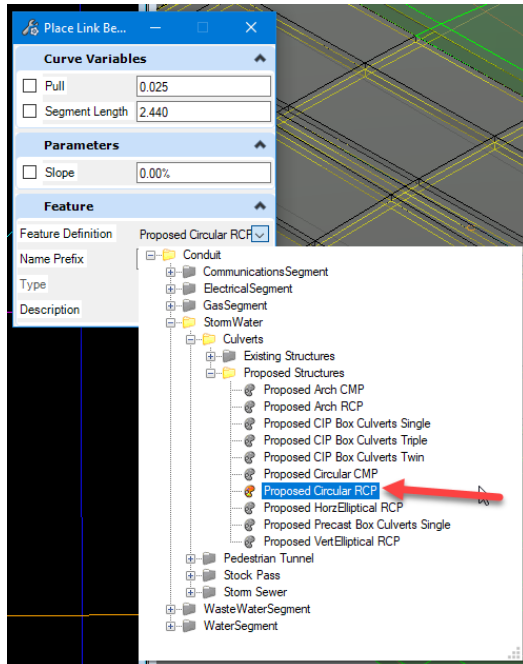 Place Link Be...
Curve Variables
Pull 0.025
Segment Length 2.440
Parameters
Slope 0.00%
Feature
Feature Definition Proposed Circular RCP
Name Prefix
Type
Description
Conduit
CommunicationsSegment
ElectricalSegment
GasSegment
StormWater
Culverts
Existing Structures
Proposed Structures
Proposed Arch CMP
Proposed Arch RCP
Proposed CIP Box Culverts Single
Proposed CIP Box Culverts Triple
Proposed CIP Box Culverts Twin
Proposed Circular CMP
Proposed Circular RCP
Proposed HorzElliptical RCP
Proposed Precast Box Culverts Single
Proposed VertElliptical RCP
Pedestrian Tunnel
Stock Pass
Storm Sewer
WasteWaterSegment
WaterSegment